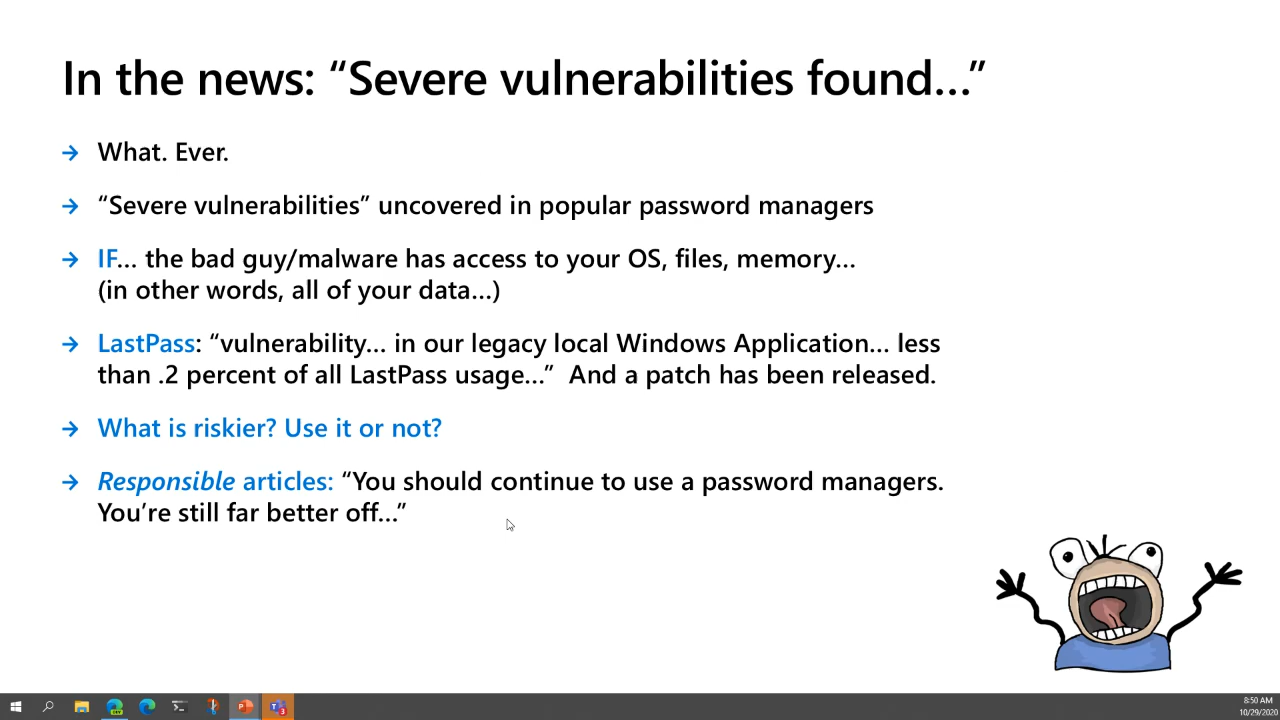 In the news: “Severe vulnerabilities found…”
What. Ever.
“Severe vulnerabilities” uncovered in popular password managers
IF… the bad guy/malware has access to your OS, files, memory…
(in other words, all of your data…)
LastPass: “vulnerability… in our legacy local Windows Application… less
than .2 percent of all LastPass usage…”  And a patch has been released.
What is riskier? Use it or not?
Responsible articles: “You should continue to use a password managers.
You’re still far better off…”
8:50 AM
10/29/2020